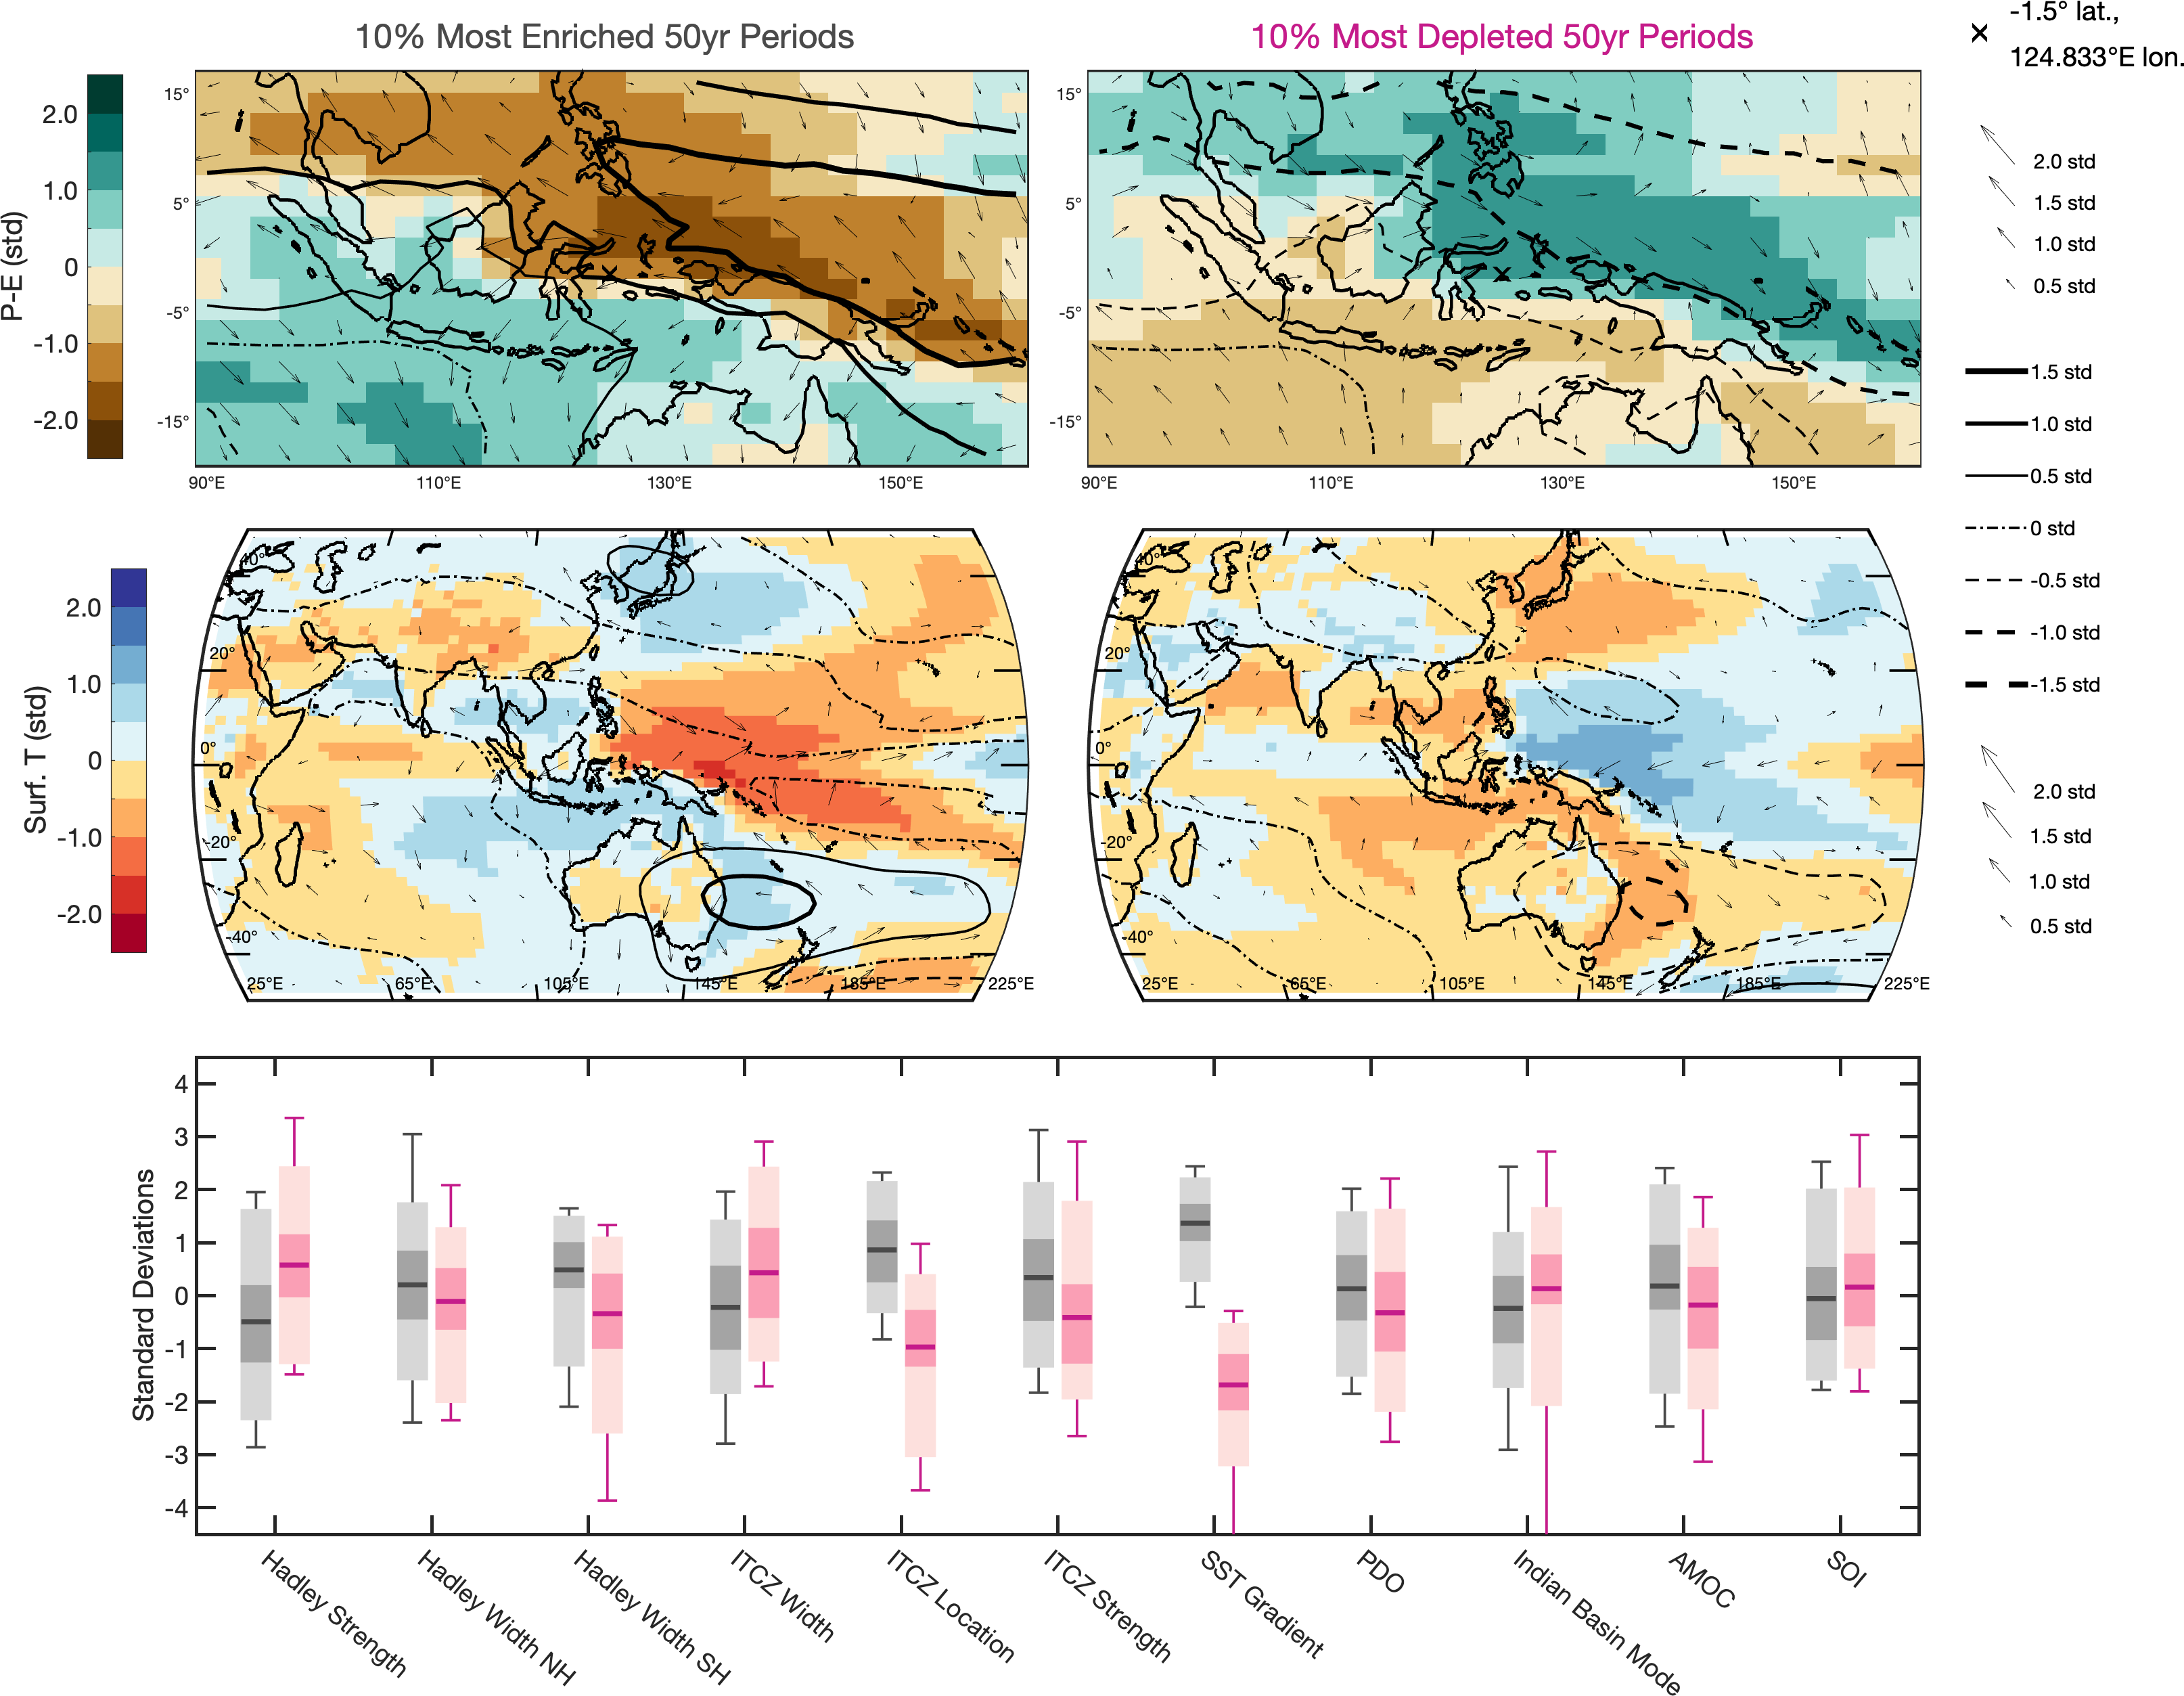 10% Most Enriched 50yr Periods
10% Most Depleted 50yr Periods
-1.5° lat.,
124.833°E lon.
P-E (std)
2.0
1.0
0
-1.0
-2.0
15°
5°
-5°
-15°
90°E 110°E 130°E 150°E
15°
5°
-5°
-15°
90°E 110°E 130°E 150°E
2.0 std
1.5 std
1.0 std
0.5 std
1.5 std
1.0 std
0.5 std
0 std
-0.5 std
-1.0 std
-1.5 std
Surf. T (std)
2.0
1.0
0
-1.0
-2.0
40°
20°
0°
-20°
-40°
25°E 65°E 105°E 145°E 185°E 225°E
40°
20°
0°
-20°
-40°
25°E 65°E 105°E 145°E 185°E 225°E
2.0 std
1.5 std
1.0 std
0.5 std
Standard Deviations
4
3
2
1
0
-1
-2
-3
-4
Hadley Strength
Hadley Width NH
Hadley Width SH
ITCZ Width
ITCZ Location
ITCZ Strength
SST Gradient
PDO
Indian Basin Mode
AMOC
SOI